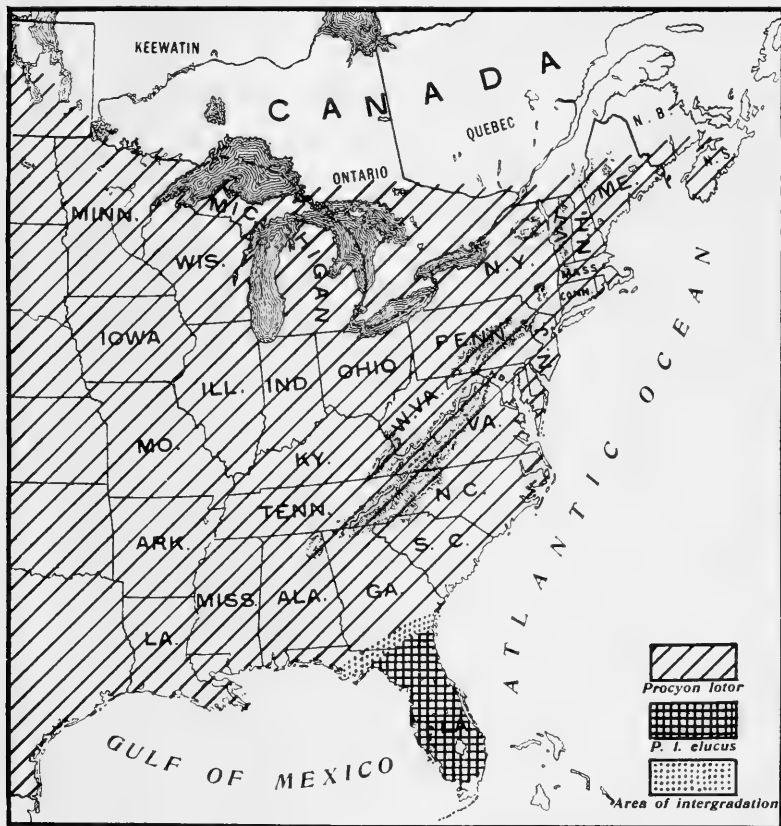 KEEWATIN
CANADA
QUEBEC
N. B.
N. S.
ONTARIO
ME.
MINN.
MICHIGAN
WIS.
N.Y.
MASS
CONN.
IOWA
PENN.
N.J.
ILL.
IND
OHIO
W.VA.
VA.
MO.
KY.
N.C.
TENN.
ARK.
S. C.
MISS.
ALA.
GA.
LA.
ATLANTIC OCEAN
GULF OF MEXICO
Procyon lotor
P. l. elucus
Area of intergradation